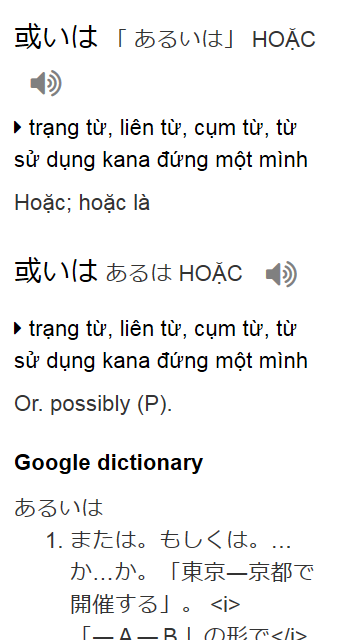 或いは 「 あるいは」 HOẶC
trạng từ, liên từ, cụm từ, từ
sử dụng kana đứng một mình
Hoặc; hoặc là
或いは あるは HOẶC
trạng từ, liên từ, cụm từ, từ
sử dụng kana đứng một mình
Or. possibly (P).
Google dictionary
あるいは
1. または。もしくは。…
か…か。「東京―京都で
開催する」。 <i>
「― A ― B 」の形で</i>